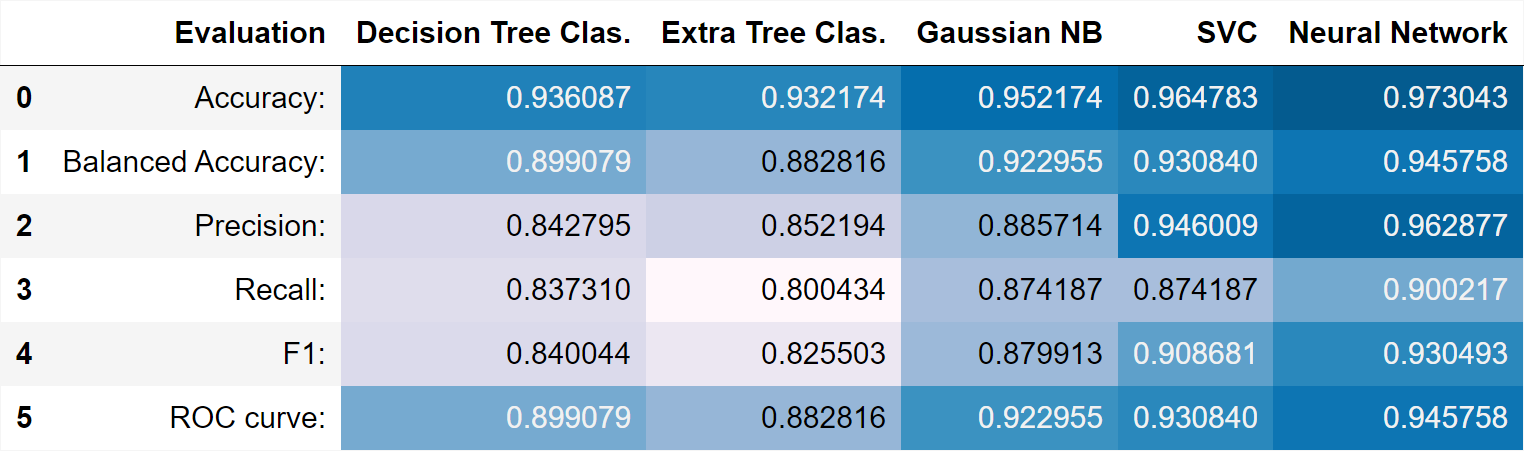 Evaluation Decision Tree Clas. Extra Tree Clas. Gaussian NB SVC Neural Network
0 Accuracy: 0.936087 0.932174 0.952174 0.964783 0.973043
1 Balanced Accuracy: 0.899079 0.882816 0.922955 0.930840 0.945758
2 Precision: 0.842795 0.852194 0.885714 0.946009 0.962877
3 Recall: 0.837310 0.800434 0.874187 0.874187 0.900217
4 F1: 0.840044 0.825503 0.879913 0.908681 0.930493
5 ROC curve: 0.899079 0.882816 0.922955 0.930840 0.945758